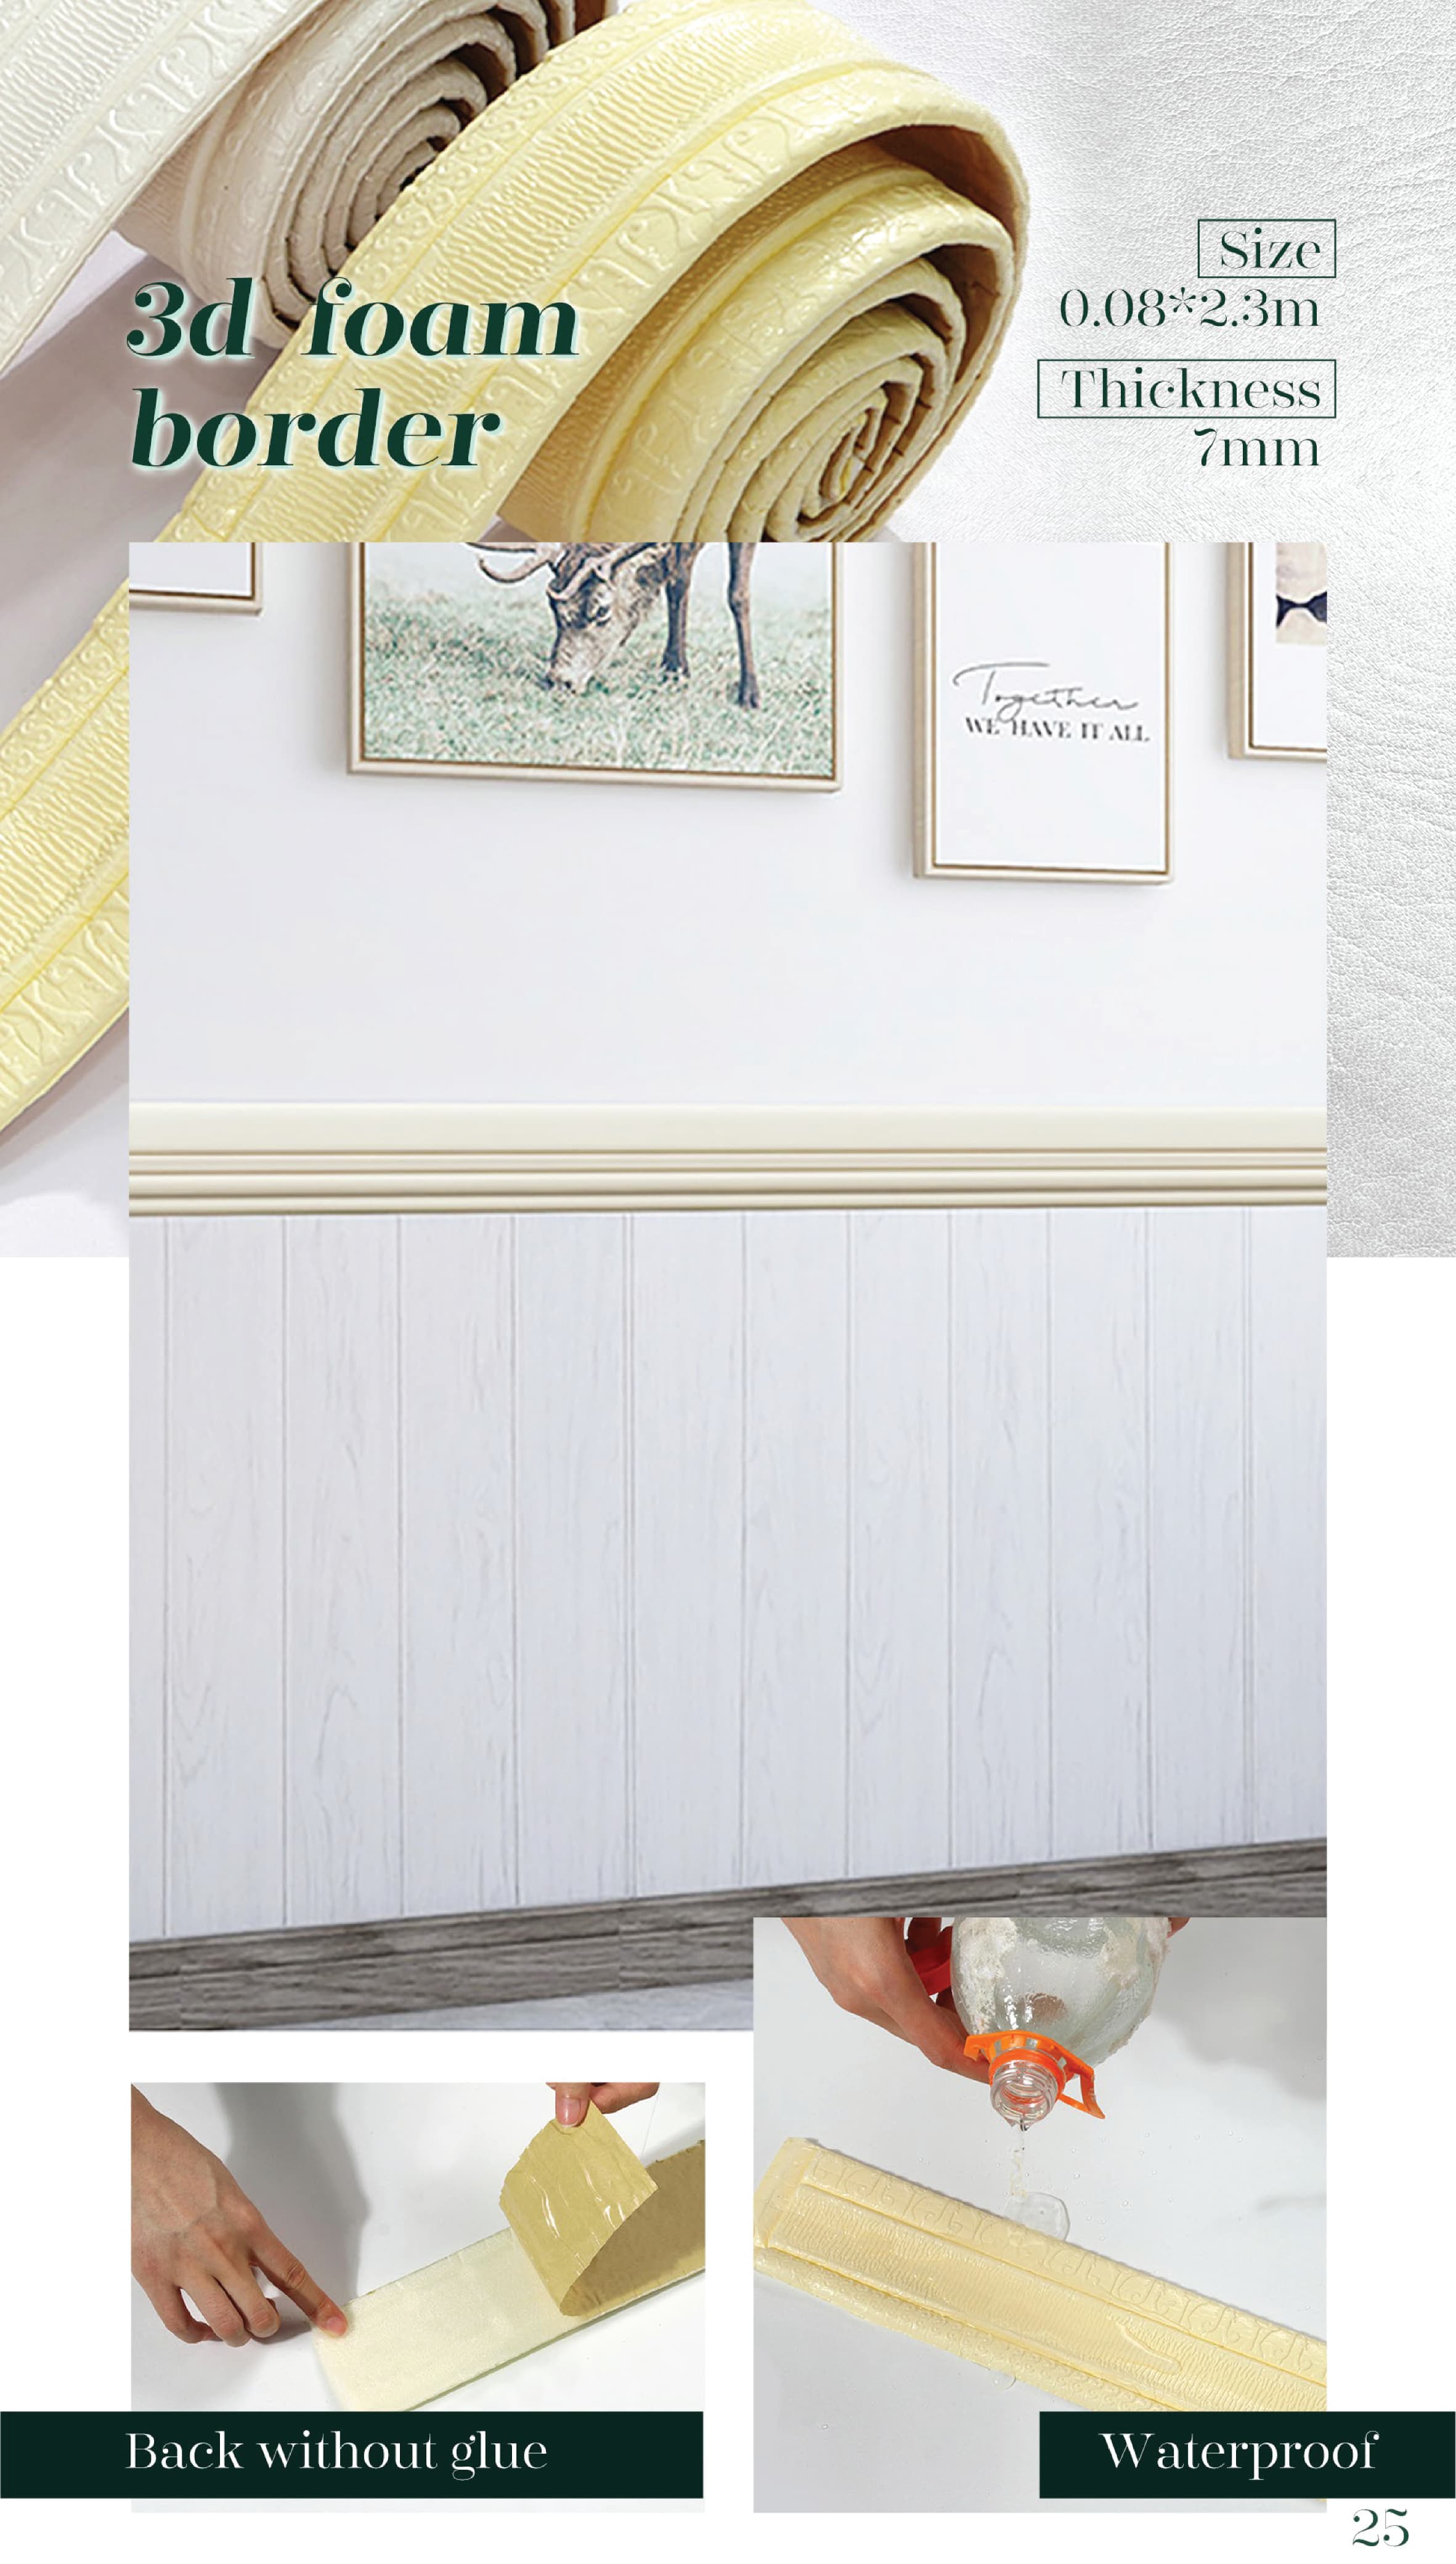 3d foam
border
Size
0.08*2.3m
Thickness
7mm
Together
WE HAVE IT ALL
Back without glue
Waterproof
25